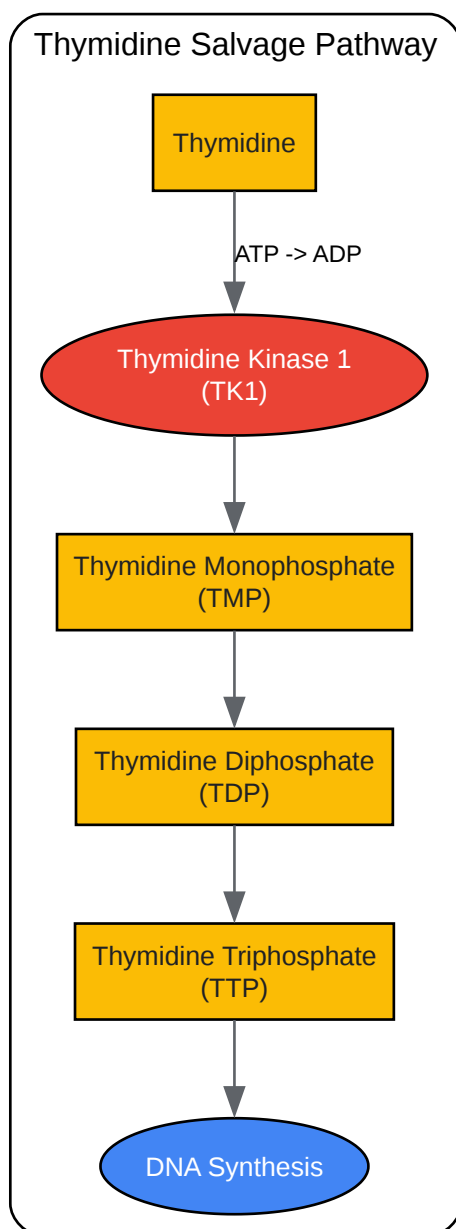 Thymidine Salvage Pathway
Thymidine
ATP -> ADP
Thymidine Kinase 1
(TK1)
Thymidine Monophosphate
(TMP)
Thymidine Diphosphate
(TDP)
Thymidine Triphosphate
(TTP)
DNA Synthesis